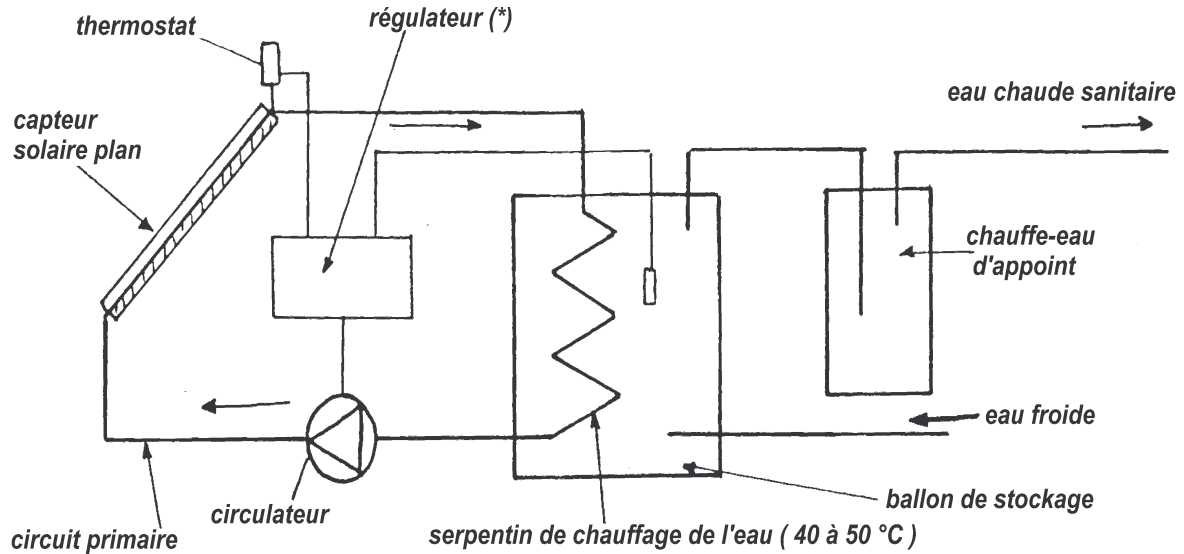 régulateur (*)
thermostat
eau chaude sanitaire
capteur
solaire plan
chauffe-eau
d'appoint
eau froide
ballon de stockage
circulateur
circuit primaire
serpentin de chauffage de l'eau ( 40 à 50 °C )